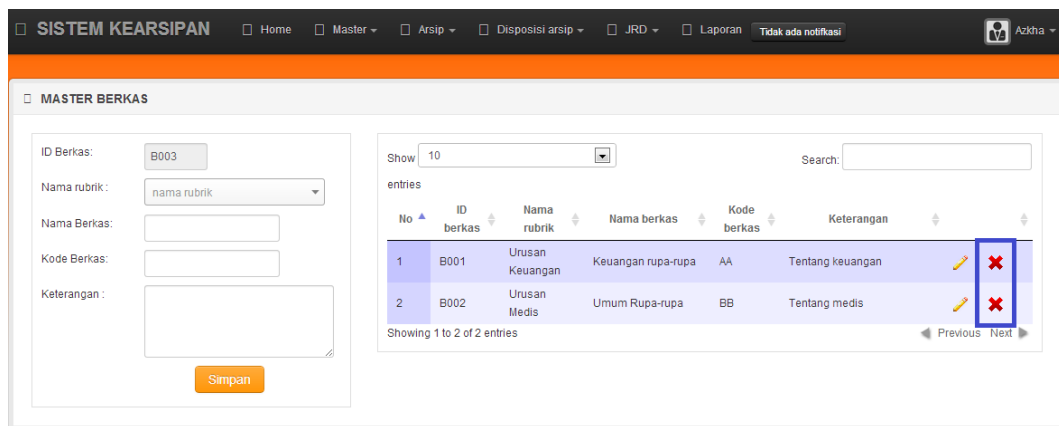 SISTEM KEARSIPAN Home Master Arsip Disposisi arsip JRD Laporan Tidak ada notifkasi Azkha
MASTER BERKAS
ID Berkas: B003
Nama rubrik : nama rubrik
Nama Berkas:
Kode Berkas:
Keterangan :
Simpan
Show 10 Search:
entries
No ID berkas Nama rubrik Nama berkas Kode berkas Keterangan
1 B001 Urusan Keuangan Keuangan rupa-rupa AA Tentang keuangan
2 B002 Urusan Medis Umum Rupa-rupa BB Tentang medis
Showing 1 to 2 of 2 entries Previous Next